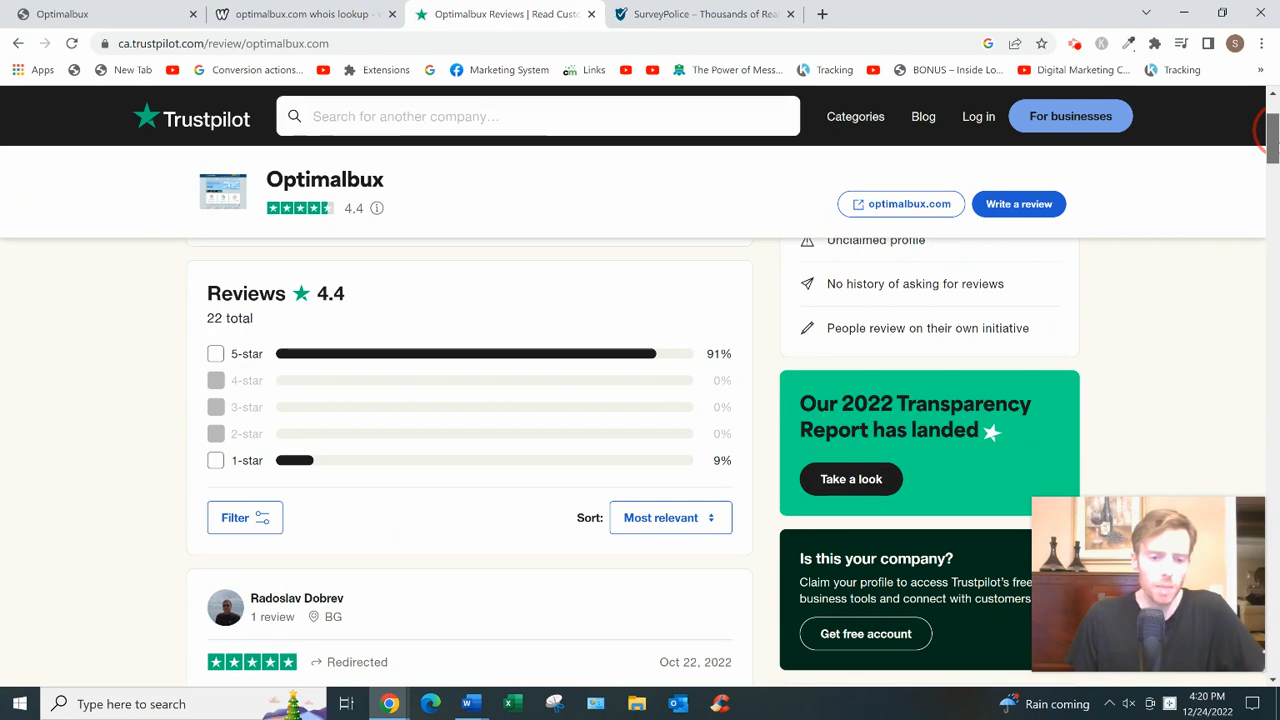 Optimalbux
optimalbux.com whois lookup - w
Optimalbux Reviews | Read Custo
SurveyPolice – Thousands of Real
ca.trustpilot.com/review/optimalbux.com
S
Apps
New Tab
Conversion actions...
Extensions
Marketing System
Links
The Power of Mess...
Tracking
BONUS – Inside Lo...
Digital Marketing C...
Tracking
Trustpilot
Search for another company...
Categories
Blog
Log in
For businesses
Optimalbux
4.4
optimalbux.com
Write a review
Unclaimed profile
No history of asking for reviews
People review on their own initiative
Reviews 4.4
22 total
5-star 91%
4-star 0%
3-star 0%
2-star 0%
1-star 9%
Filter
Sort: Most relevant
Our 2022 Transparency
Report has landed
Take a look
Is this your company?
Claim your profile to access Trustpilot's free
business tools and connect with customers
Get free account
Radoslav Dobrev
1 review BG
Redirected Oct 22, 2022
Type here to search
Rain coming
4:20 PM
12/24/2022